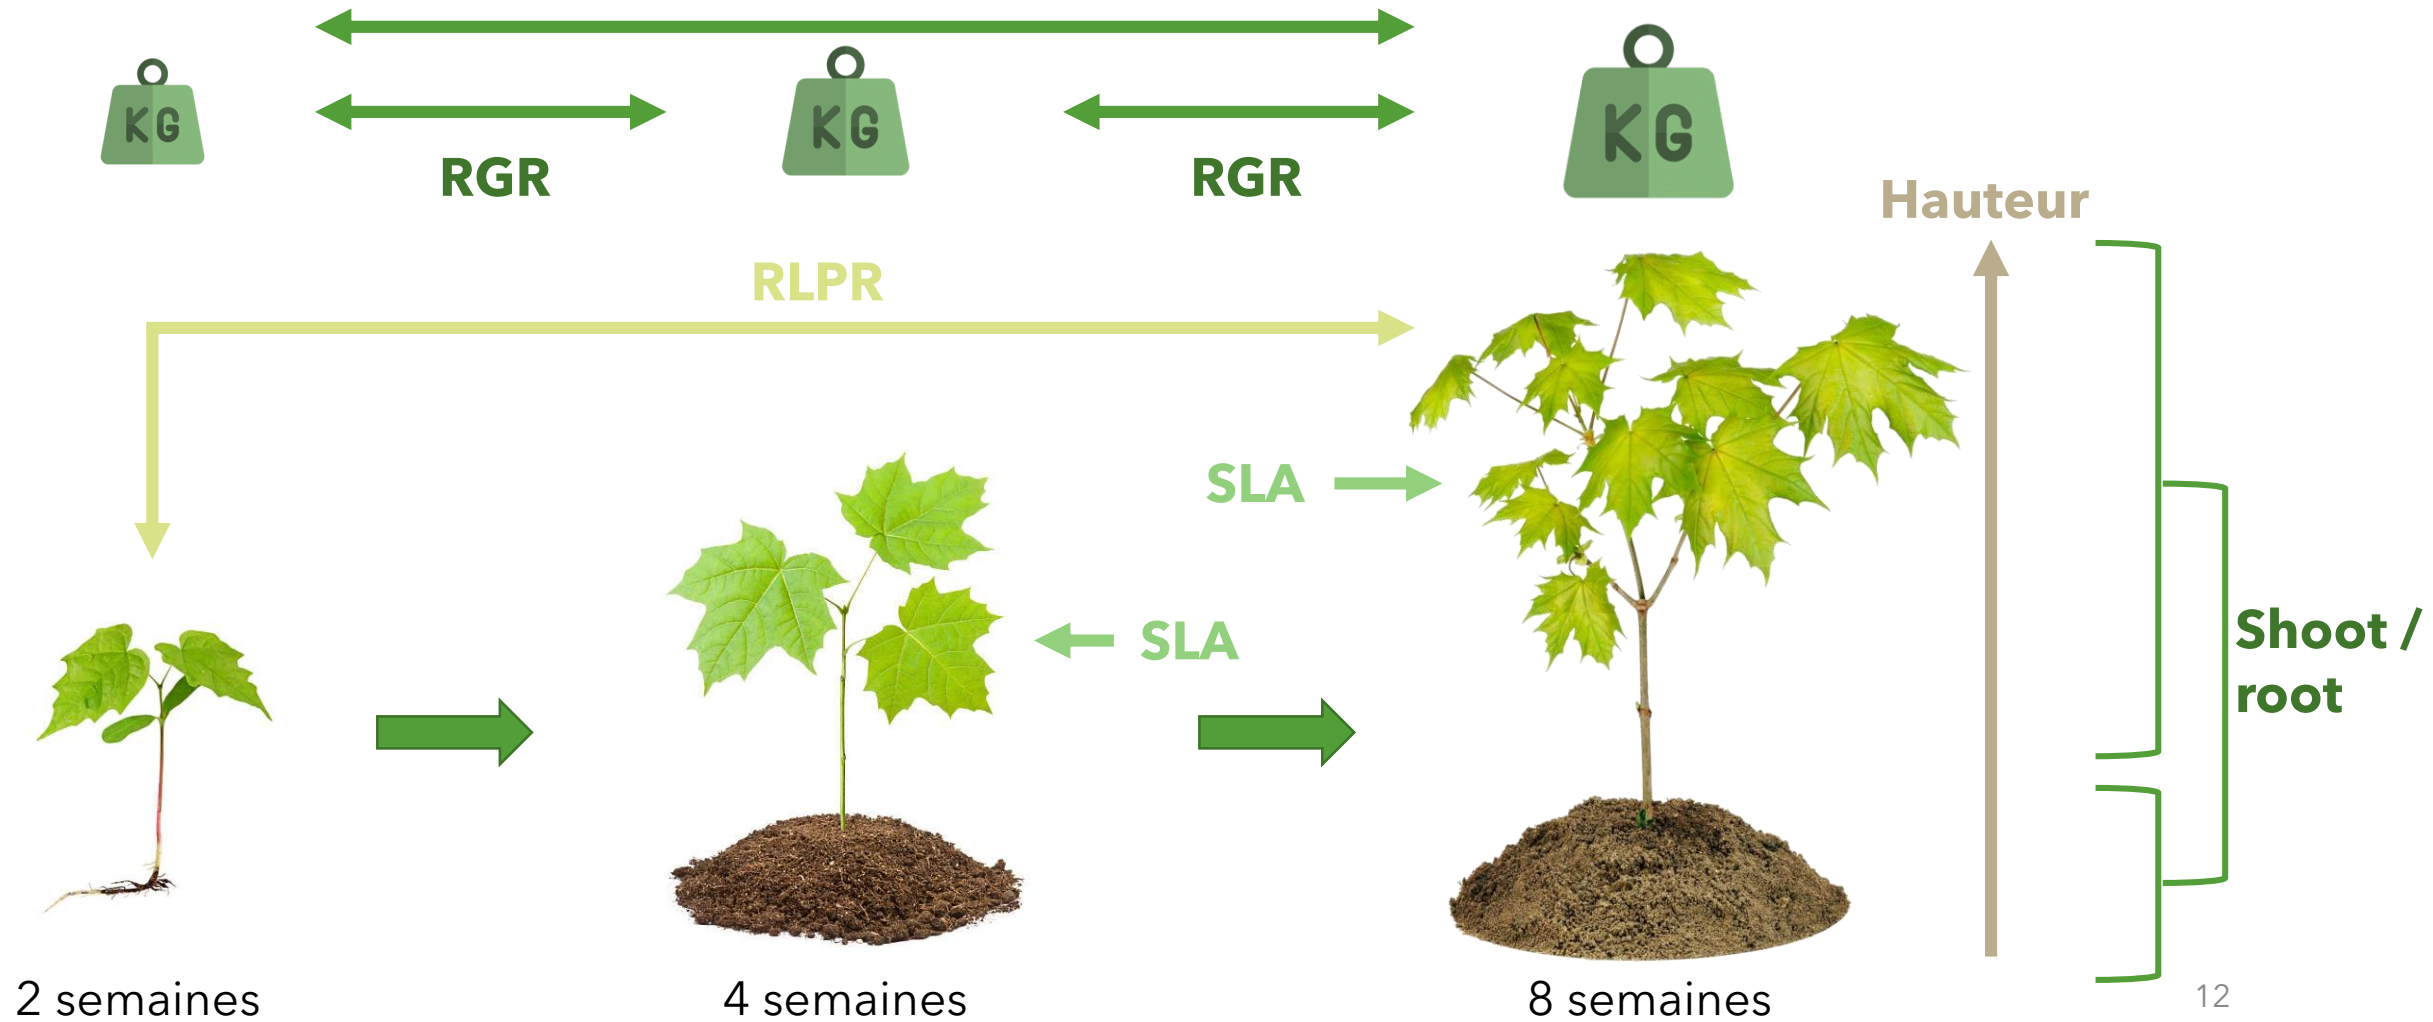 KG
KG
KG
RGR
RGR
Hauteur
RLPR
SLA
SLA
Shoot /
root
2 semaines
4 semaines
8 semaines
12